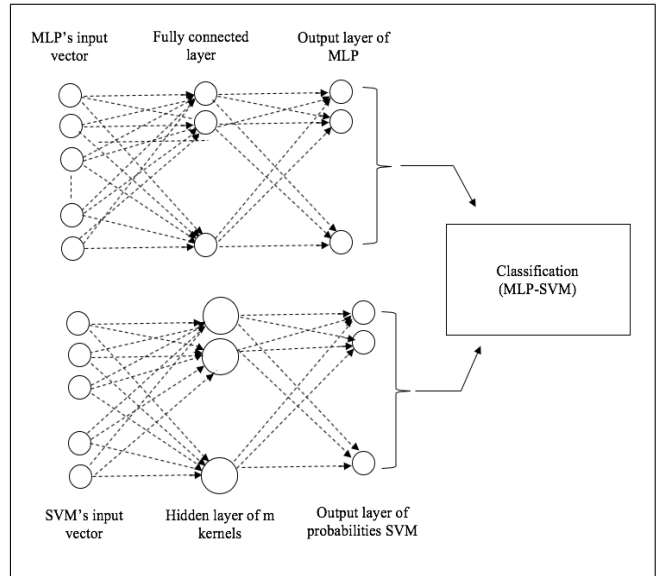 MLP's input
vector
Fully connected
layer
Output layer of
MLP
Classification
(MLP-SVM)
SVM's input
vector
Hidden layer of m
kernels
Output layer of
probabilities SVM